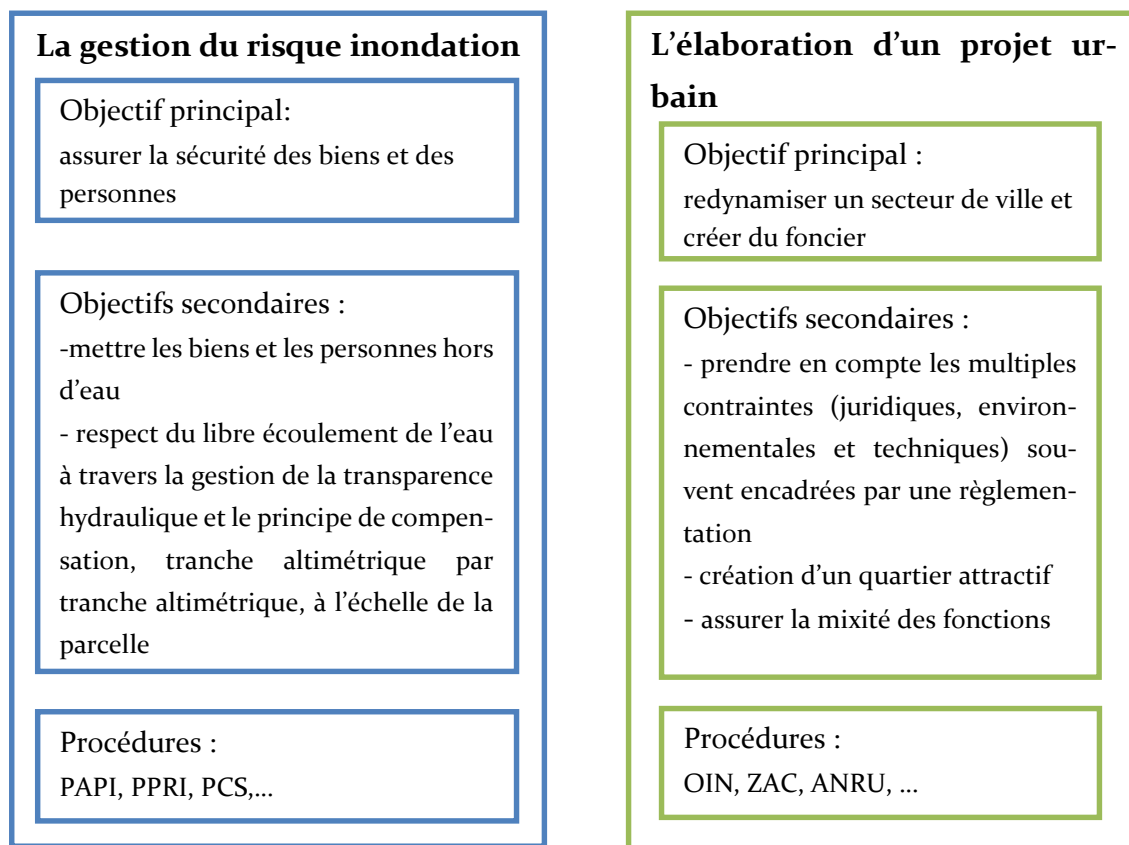 La gestion du risque inondation
Objectif principal:
assurer la sécurité des biens et des
personnes
Objectifs secondaires :
-mettre les biens et les personnes hors
d’eau
- respect du libre écoulement de l’eau
à travers la gestion de la transparence
hydraulique et le principe de compen-
sation, tranche altimétrique par
tranche altimétrique, à l’échelle de la
parcelle
Procédures :
PAPI, PPRI, PCS,...
L’élaboration d’un projet ur-
bain
Objectif principal :
redynamiser un secteur de ville et
créer du foncier
Objectifs secondaires :
- prendre en compte les multiples
contraintes (juridiques, environ-
nementales et techniques) sou-
vent encadrées par une règlemen-
tation
- création d’un quartier attractif
- assurer la mixité des fonctions
Procédures :
OIN, ZAC, ANRU, ...